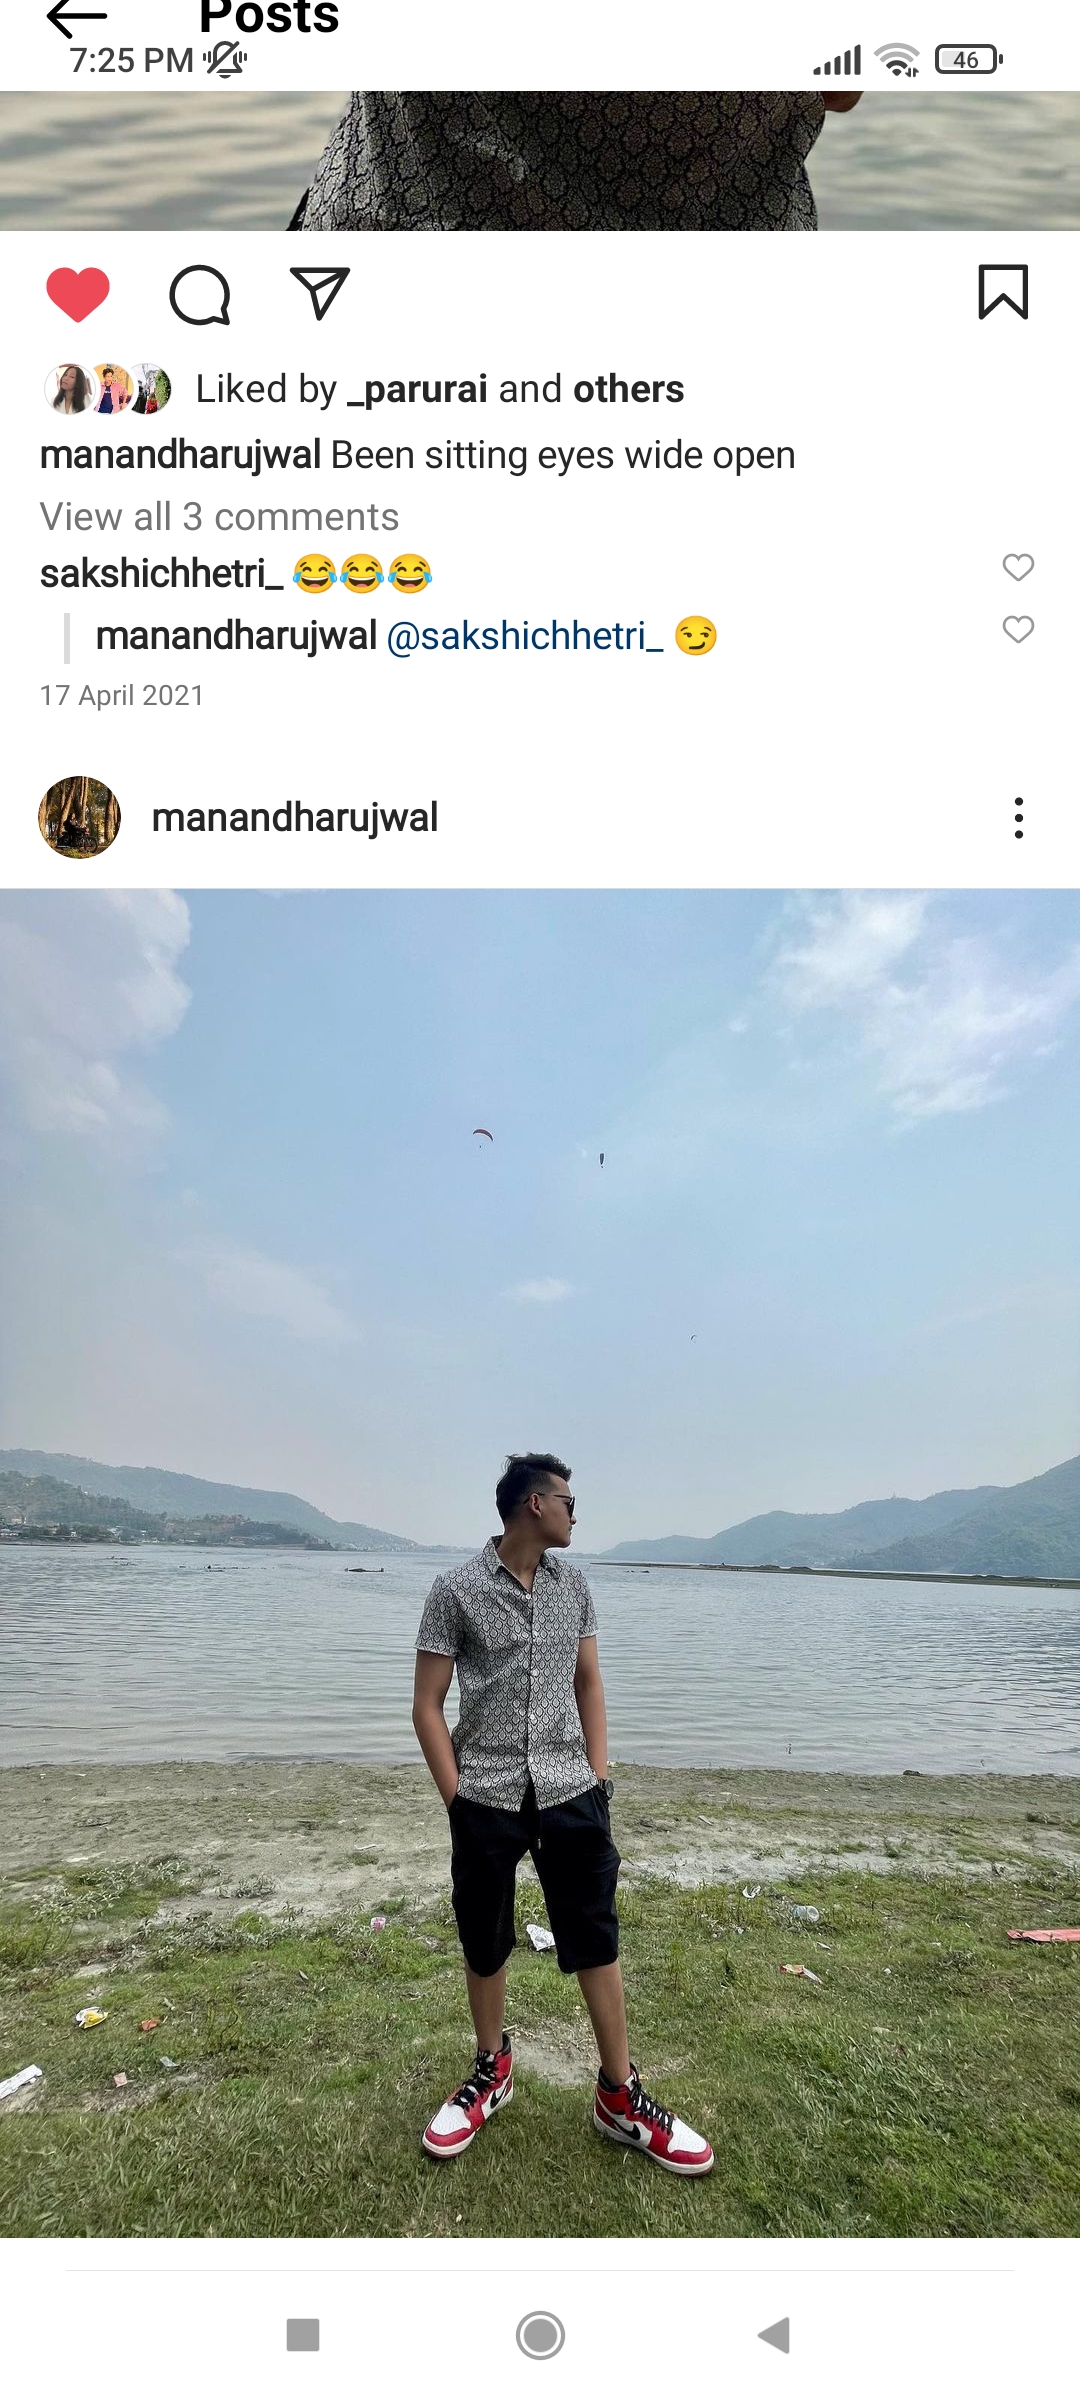 Posts
7:25 PM
46
Liked by _parurai and others
manandharujwal Been sitting eyes wide open
View all 3 comments
sakshichhetri_ 😂😂😂
manandharujwal @sakshichhetri_ 😏
17 April 2021
manandharujwal